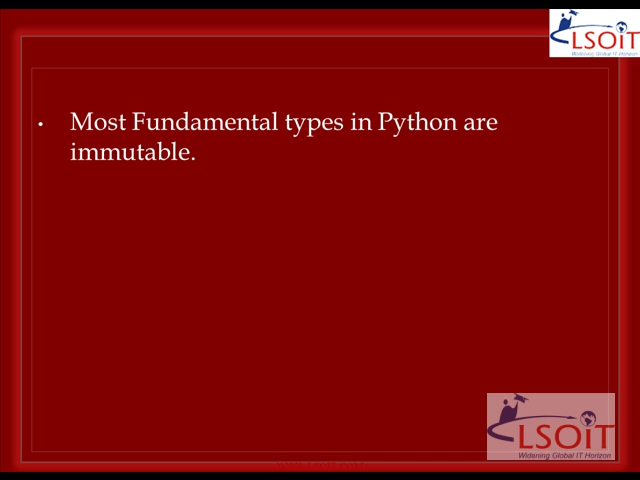 LSOiT
Widening Global IT Horizon
• Most Fundamental types in Python are
immutable.
LSOiT
Widening Global IT Horizon